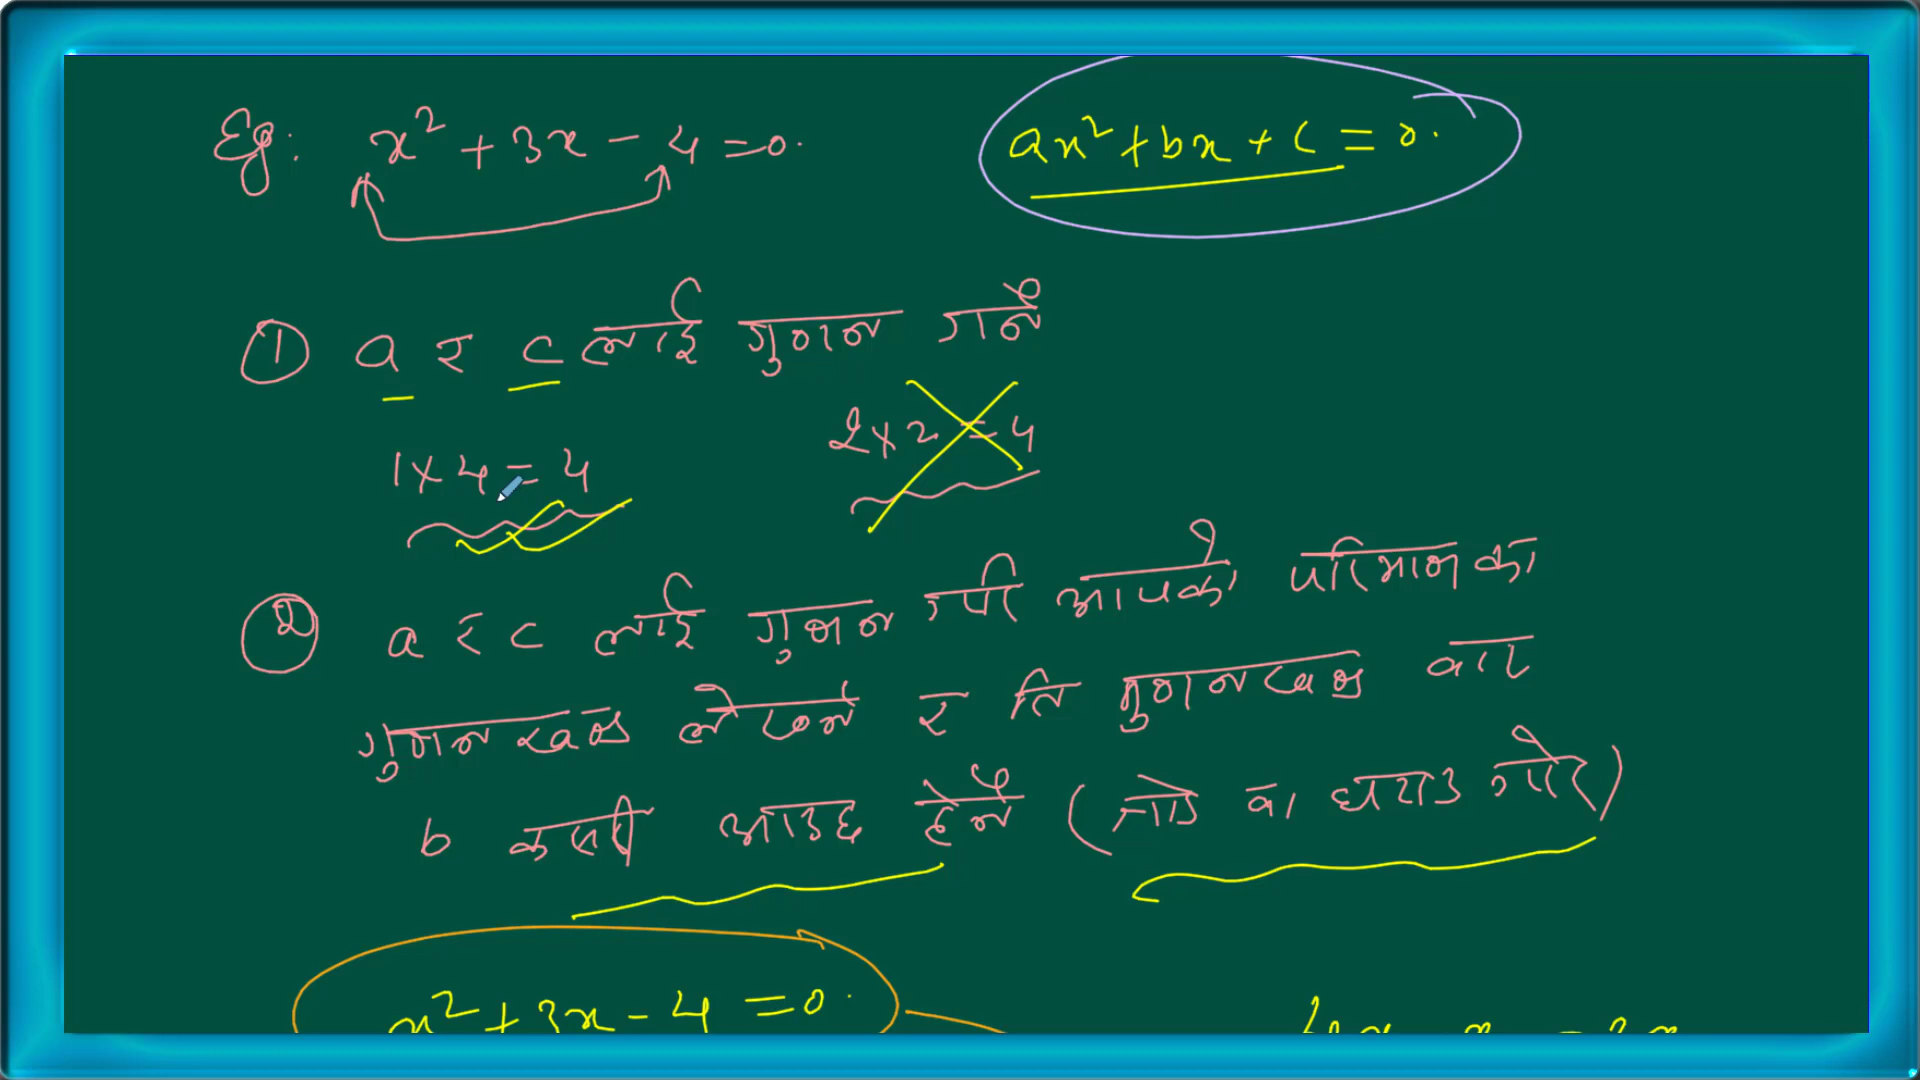 Eg: x² + 3x - 4 = 0.
ax² + bx + c = 0.
① a र c लाई गुणन गर्ने
1 x 4 = 4
2 x 2 = 4
② a र c लाई गुणन गरी आएको परिमाणका
गुणनखण्ड लेख्ने र ति गुणनखण्ड बाट
b कसरी आउछ हेर्ने (जोडे वा घटाउ गरेर)
x² + 3x - 4 = 0.